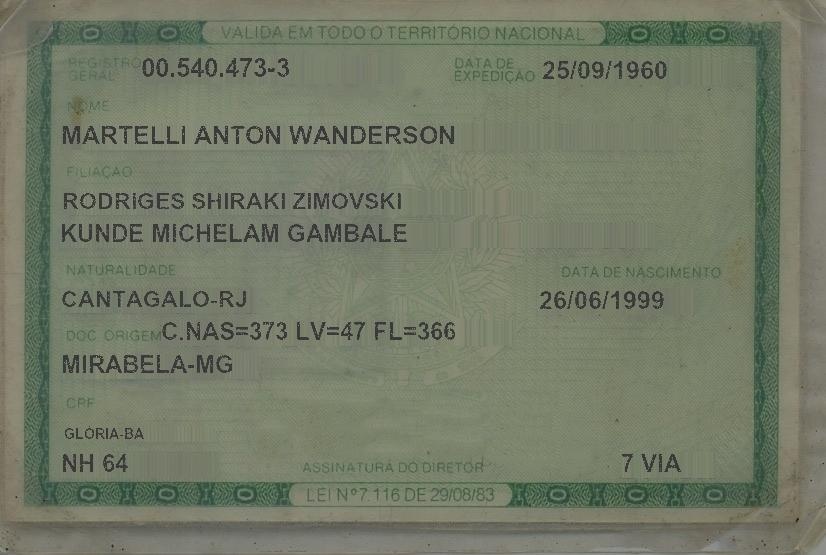 VÁLIDA EM TODO O TERRITÓRIO NACIONAL
REGISTRO GERAL 00.540.473-3 DATA DE EXPEDIÇÃO 25/09/1960
NOME
MARTELLI ANTON WANDERSON
FILIAÇÃO
RODRIGES SHIRAKI ZIMOVSKI
KUNDE MICHELAM GAMBALE
NATURALIDADE DATA DE NASCIMENTO
CANTAGALO-RJ 26/06/1999
DOC ORIGEM C.NAS=373 LV=47 FL=366
MIRABELA-MG
CPF
GLORIA-BA
NH 64 ASSINATURA DO DIRETOR 7 VIA
LEI Nº 7.116 DE 29/08/83